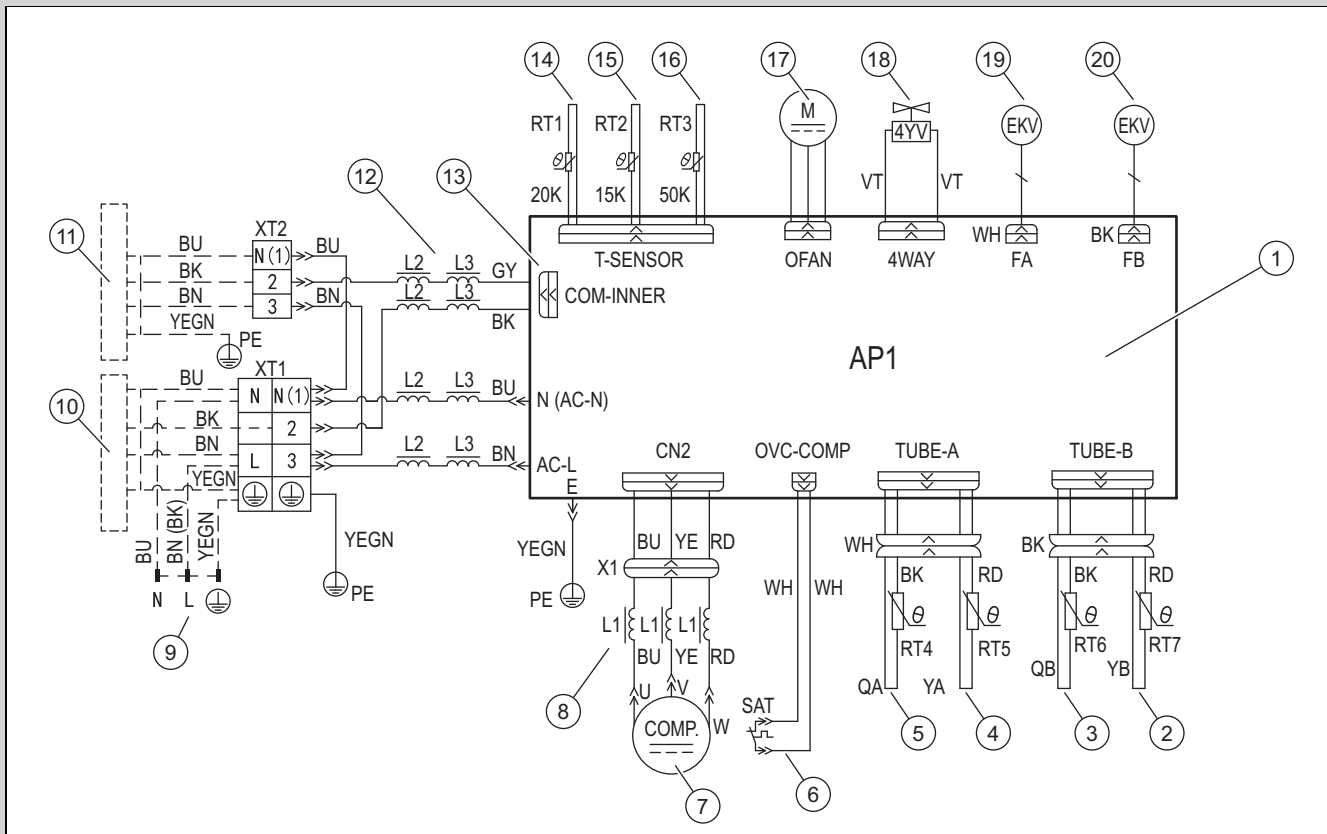 14 15 16 17 18 19 20
RT1 RT2 RT3 M 4YV EKV EKV
θ θ θ
20K 15K 50K VT VT
WH FA BK FB
T-SENSOR OFAN 4WAY
12 13
11 XT2
BU N(1) BU
BK 2 L2 L3 GY
BN 3 BN L2 L3 BK
YEGN PE
COM-INNER
1
AP1
XT1
10
BU N N(1) L2 L3 BU N (AC-N)
BK 2
BN L 3 L2 L3 BN AC-L
YEGN
E
CN2 OVC-COMP TUBE-A TUBE-B
BU BN (BK) YEGN
N L
9
YEGN
PE
YEGN
PE
BU YE RD
X1
L1 L1 L1
BU YE RD
8
U V W
COMP.
7
WH WH
SAT
6
WH
BK RD
θ θ
RT4 RT5
QA YA
5 4
BK
BK RD
θ θ
RT6 RT7
QB YB
3 2